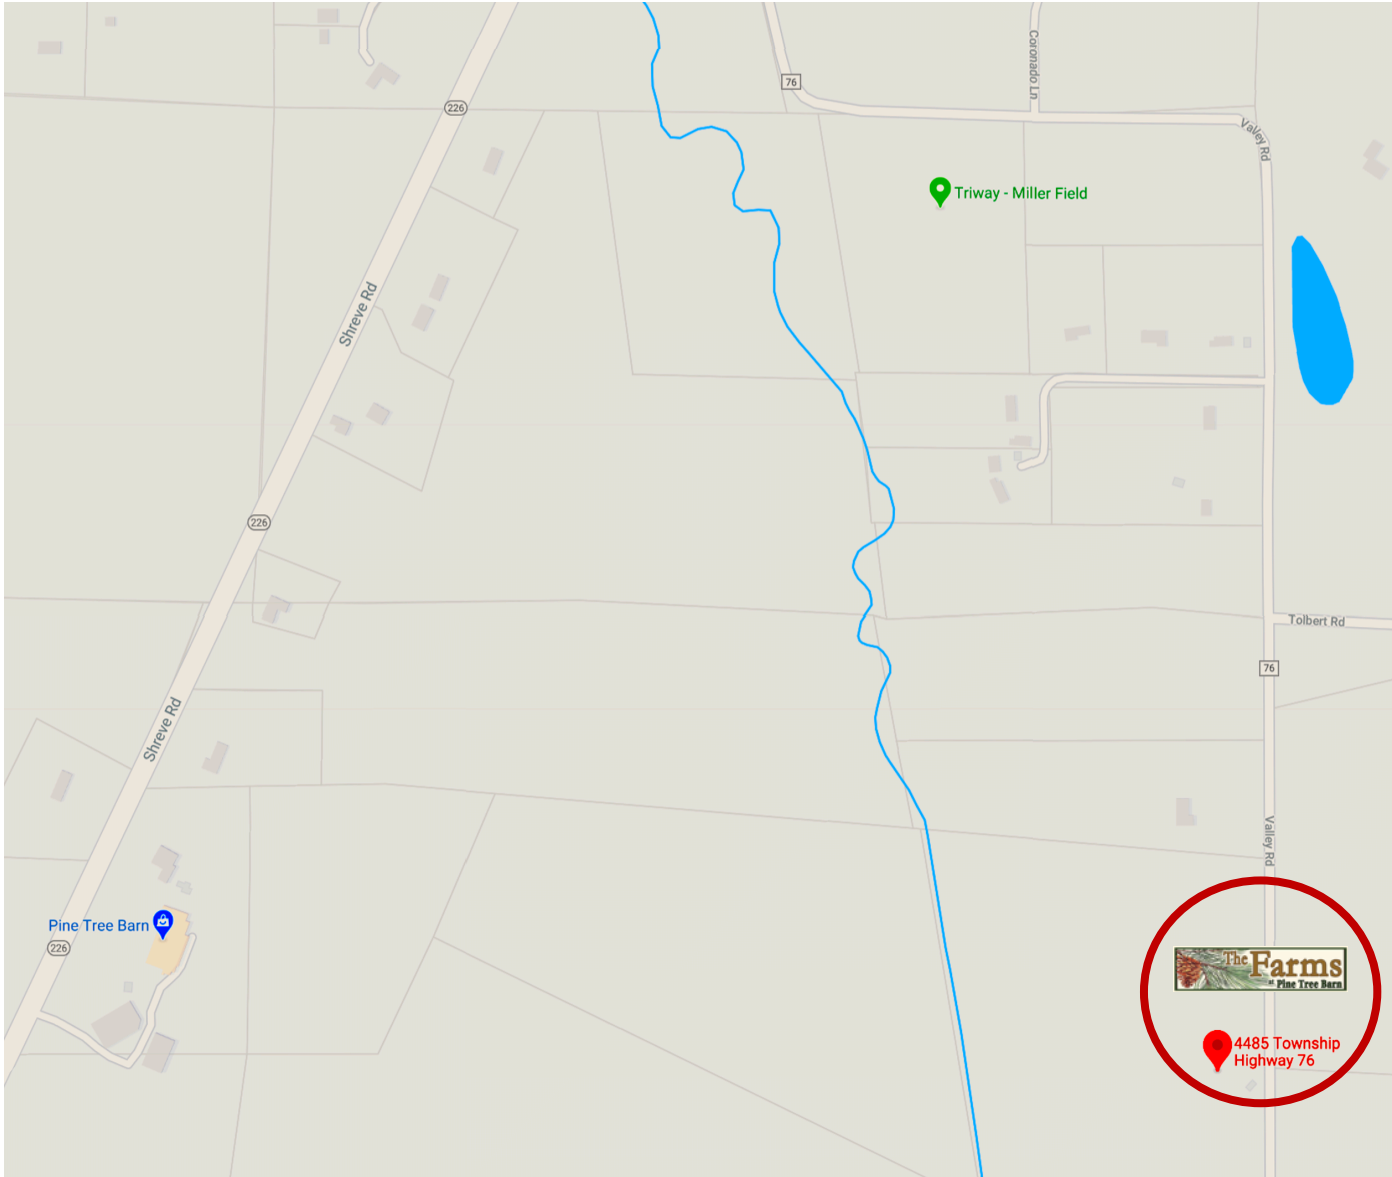 Coronado Ln
76
226
Valley Rd
Triway - Miller Field
Shreve Rd
226
Tolbert Rd
76
Shreve Rd
Valley Rd
Pine Tree Barn
226
The Farms
at Pine Tree Barn
4485 Township
Highway 76